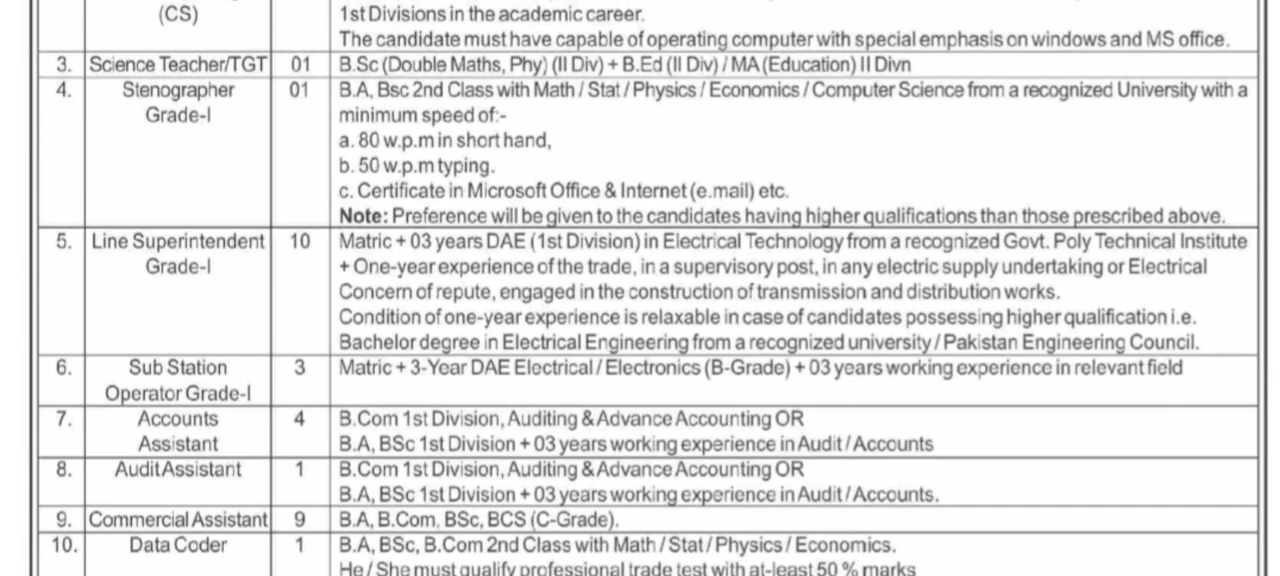 (CS)
1st Divisions in the academic career.
The candidate must have capable of operating computer with special emphasis on windows and MS office.
3. Science Teacher/TGT 01 B.Sc (Double Maths, Phy) (II Div) + B.Ed (II Div) / MA (Education) II Divn
4. Stenographer Grade-I 01 B.A, Bsc 2nd Class with Math / Stat / Physics / Economics / Computer Science from a recognized University with a
minimum speed of:-
a. 80 w.p.m in short hand,
b. 50 w.p.m typing.
c. Certificate in Microsoft Office & Internet (e.mail) etc.
Note: Preference will be given to the candidates having higher qualifications than those prescribed above.
5. Line Superintendent Grade-I 10 Matric + 03 years DAE (1st Division) in Electrical Technology from a recognized Govt. Poly Technical Institute
+ One-year experience of the trade, in a supervisory post, in any electric supply undertaking or Electrical
Concern of repute, engaged in the construction of transmission and distribution works.
Condition of one-year experience is relaxable in case of candidates possessing higher qualification i.e.
Bachelor degree in Electrical Engineering from a recognized university / Pakistan Engineering Council.
6. Sub Station Operator Grade-I 3 Matric + 3-Year DAE Electrical / Electronics (B-Grade) + 03 years working experience in relevant field
7. Accounts Assistant 4 B.Com 1st Division, Auditing & Advance Accounting OR
B.A, BSc 1st Division + 03 years working experience in Audit / Accounts
8. Audit Assistant 1 B.Com 1st Division, Auditing & Advance Accounting OR
B.A, BSc 1st Division + 03 years working experience in Audit / Accounts.
9. Commercial Assistant 9 B.A, B.Com, BSc, BCS (C-Grade).
10. Data Coder 1 B.A, BSc, B.Com 2nd Class with Math / Stat / Physics / Economics.
He / She must qualify professional trade test with at-least 50 % marks